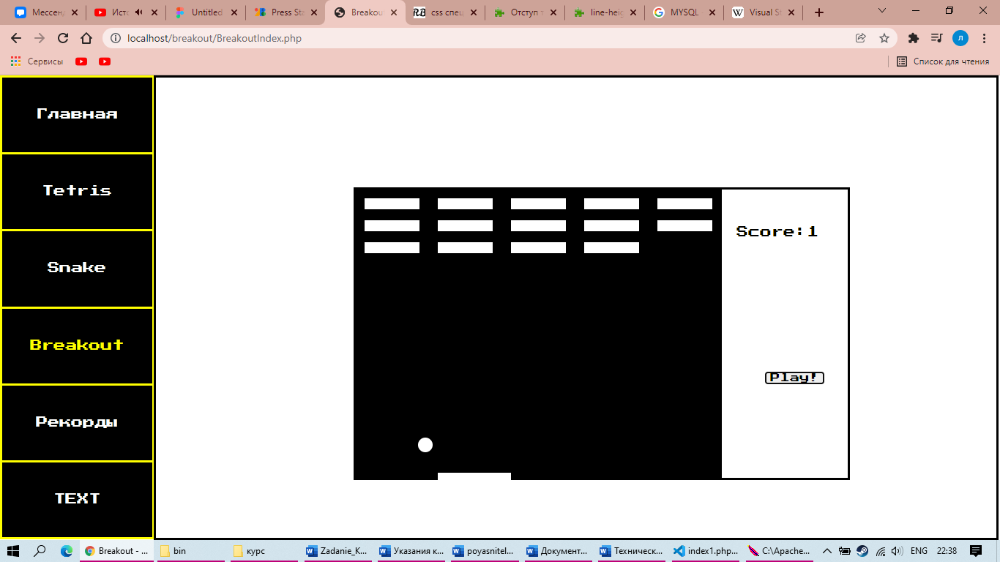 Мессенд
Исто
Untitled
Press Sta
Breakou
css спец
Отступ т
line-heig
MYSQL
Visual St
localhost/breakout/BreakoutIndex.php
л
Сервисы
Список для чтения
Главная
Tetris
Snake
Breakout
Рекорды
TEXT
Score:1
Play!
Breakout - ...
bin
курс
Zadanie_K...
Указания к...
poyasnitel...
Документ...
Техническ...
index1.php...
C:\Apache...
ENG
22:38